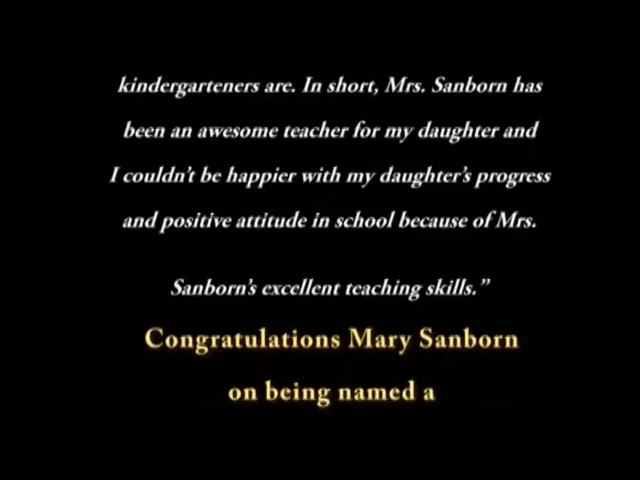 kindergarteners are. In short, Mrs. Sanborn has
been an awesome teacher for my daughter and
I couldn't be happier with my daughter's progress
and positive attitude in school because of Mrs.
Sanborn's excellent teaching skills.”
Congratulations Mary Sanborn
on being named a